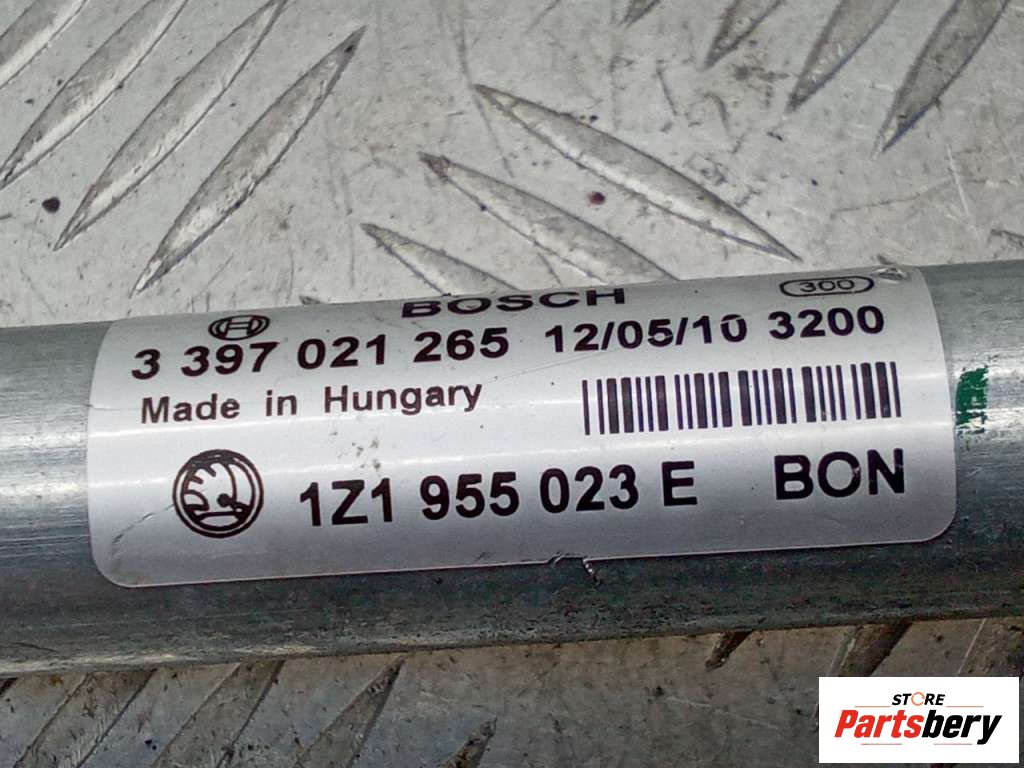 BOSCH 300
3 397 021 265 12/05/10 3200
Made in Hungary
1Z1 955 023 E BON
STORE
Partsbery